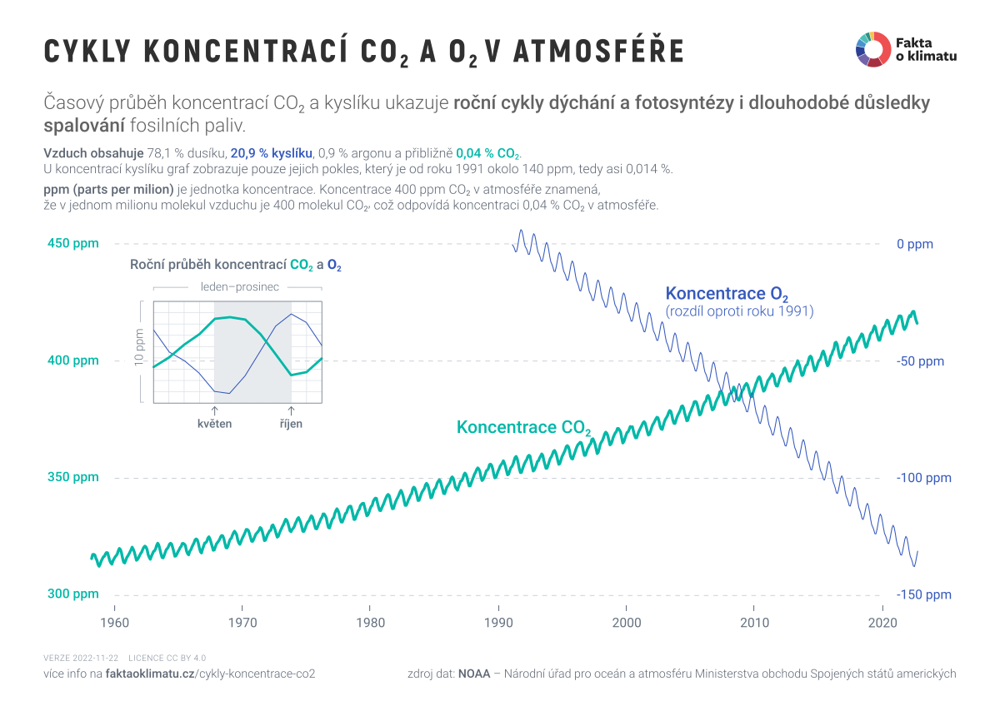 CYKLY KONCENTRACÍ CO₂ A O₂ V ATMOSFÉŘE
Fakta
o klimatu
Časový průběh koncentrací CO₂ a kyslíku ukazuje roční cykly dýchání a fotosyntézy i dlouhodobé důsledky
spalování fosilních paliv.
Vzduch obsahuje 78,1 % dusíku, 20,9 % kyslíku, 0,9 % argonu a přibližně 0,04 % CO₂.
U koncentrací kyslíku graf zobrazuje pouze jejich pokles, který je od roku 1991 okolo 140 ppm, tedy asi 0,014 %.
ppm (parts per milion) je jednotka koncentrace. Koncentrace 400 ppm CO₂ v atmosféře znamená,
že v jednom milionu molekul vzduchu je 400 molekul CO₂, což odpovídá koncentraci 0,04 % CO₂ v atmosféře.
450 ppm
0 ppm
Roční průběh koncentrací CO₂ a O₂
leden–prosinec
10 ppm
květen
říjen
Koncentrace O₂
(rozdíl oproti roku 1991)
400 ppm
-50 ppm
Koncentrace CO₂
350 ppm
-100 ppm
300 ppm
-150 ppm
1960
1970
1980
1990
2000
2010
2020
VERZE 2022-11-22 LICENCE CC BY 4.0
více info na faktaoklimatu.cz/cykly-koncentrace-co2
zdroj dat: NOAA – Národní úřad pro oceán a atmosféru Ministerstva obchodu Spojených států amerických